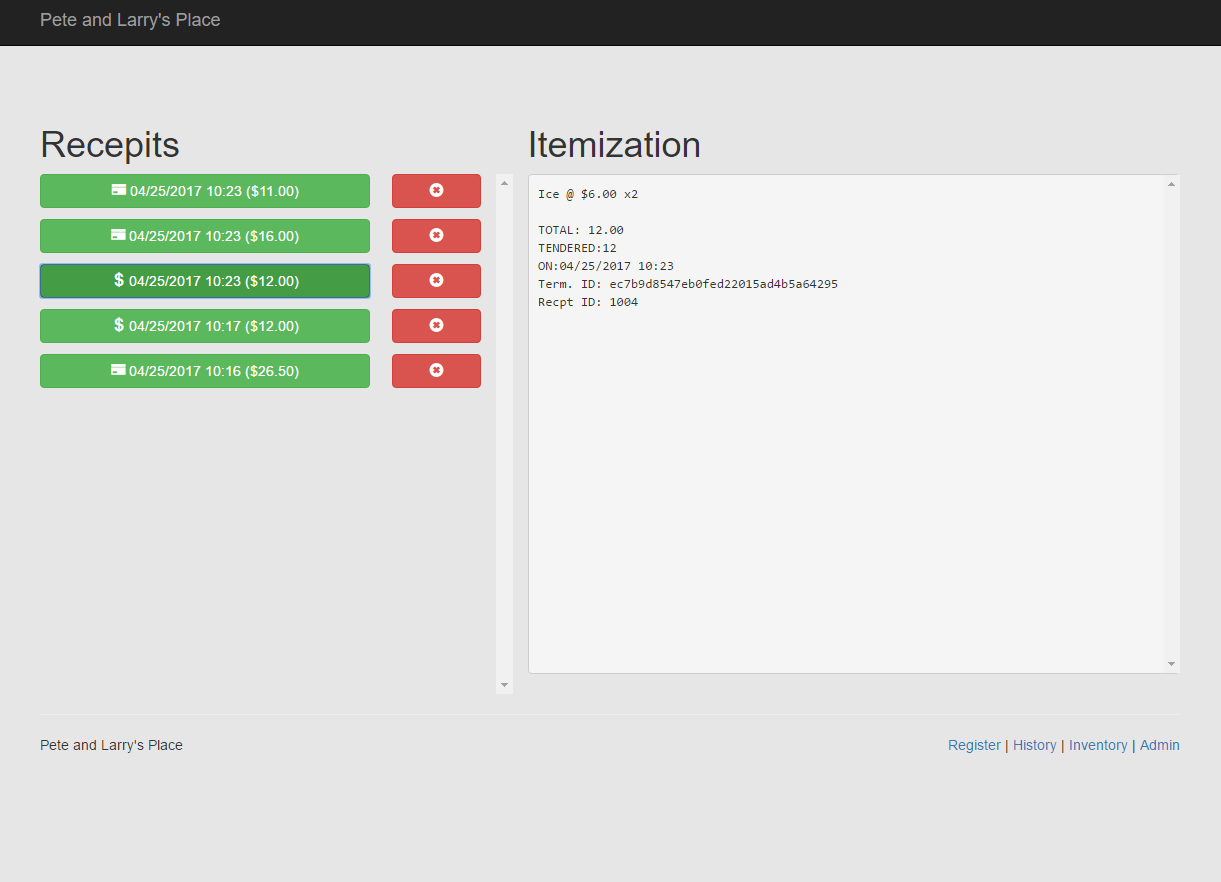 Pete and Larry's Place
Recepits
04/25/2017 10:23 ($11.00)
04/25/2017 10:23 ($16.00)
$ 04/25/2017 10:23 ($12.00)
$ 04/25/2017 10:17 ($12.00)
04/25/2017 10:16 ($26.50)
Itemization
Ice @ $6.00 x2
TOTAL: 12.00
TENDERED:12
ON:04/25/2017 10:23
Term. ID: ec7b9d8547eb0fed22015ad4b5a64295
Recpt ID: 1004
Pete and Larry's Place
Register | History | Inventory | Admin